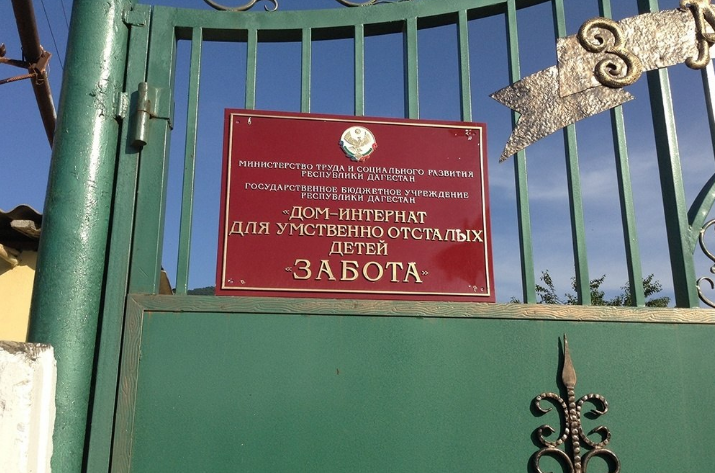 МИНИСТЕРСТВО ТРУДА И СОЦИАЛЬНОГО РАЗВИТИЯ
РЕСПУБЛИКИ ДАГЕСТАН
ГОСУДАРСТВЕННОЕ БЮДЖЕТНОЕ УЧРЕЖДЕНИЕ
РЕСПУБЛИКИ ДАГЕСТАН
«ДОМ-ИНТЕРНАТ
ДЛЯ УМСТВЕННО ОТСТАЛЫХ
ДЕТЕЙ
«ЗАБОТА»